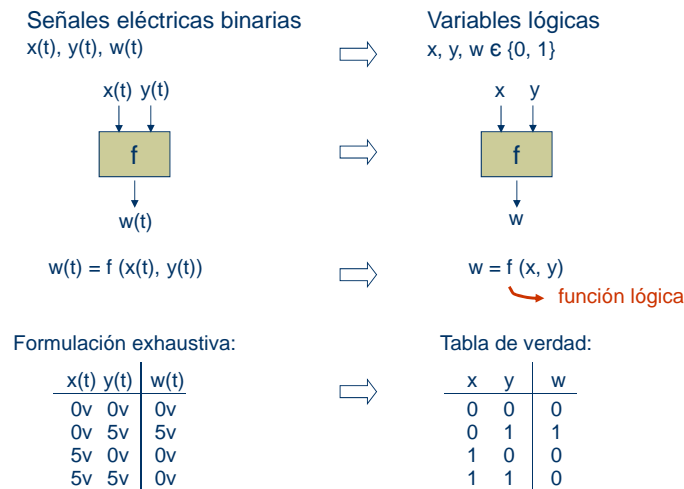 Señales eléctricas binarias
x(t), y(t), w(t)
Variables lógicas
x, y, w є {0, 1}
x(t) y(t)
f
w(t)
x y
f
w
w(t) = f (x(t), y(t))
w = f (x, y)
función lógica
Formulación exhaustiva:
x(t) y(t) w(t)
0v 0v 0v
0v 5v 5v
5v 0v 0v
5v 5v 0v
Tabla de verdad:
x y w
0 0 0
0 1 1
1 0 0
1 1 0